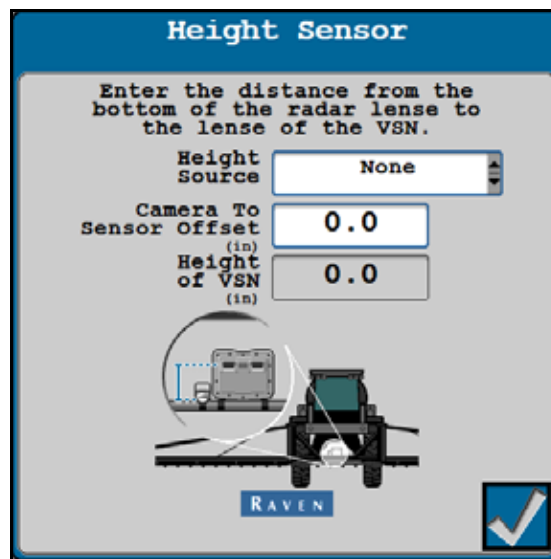 Height Sensor
Enter the distance from the
bottom of the radar lense to
the lense of the VSN.
Height
Source
None
Camera To
Sensor Offset
(in)
0.0
Height
of VSN
(in)
0.0
RAVEN